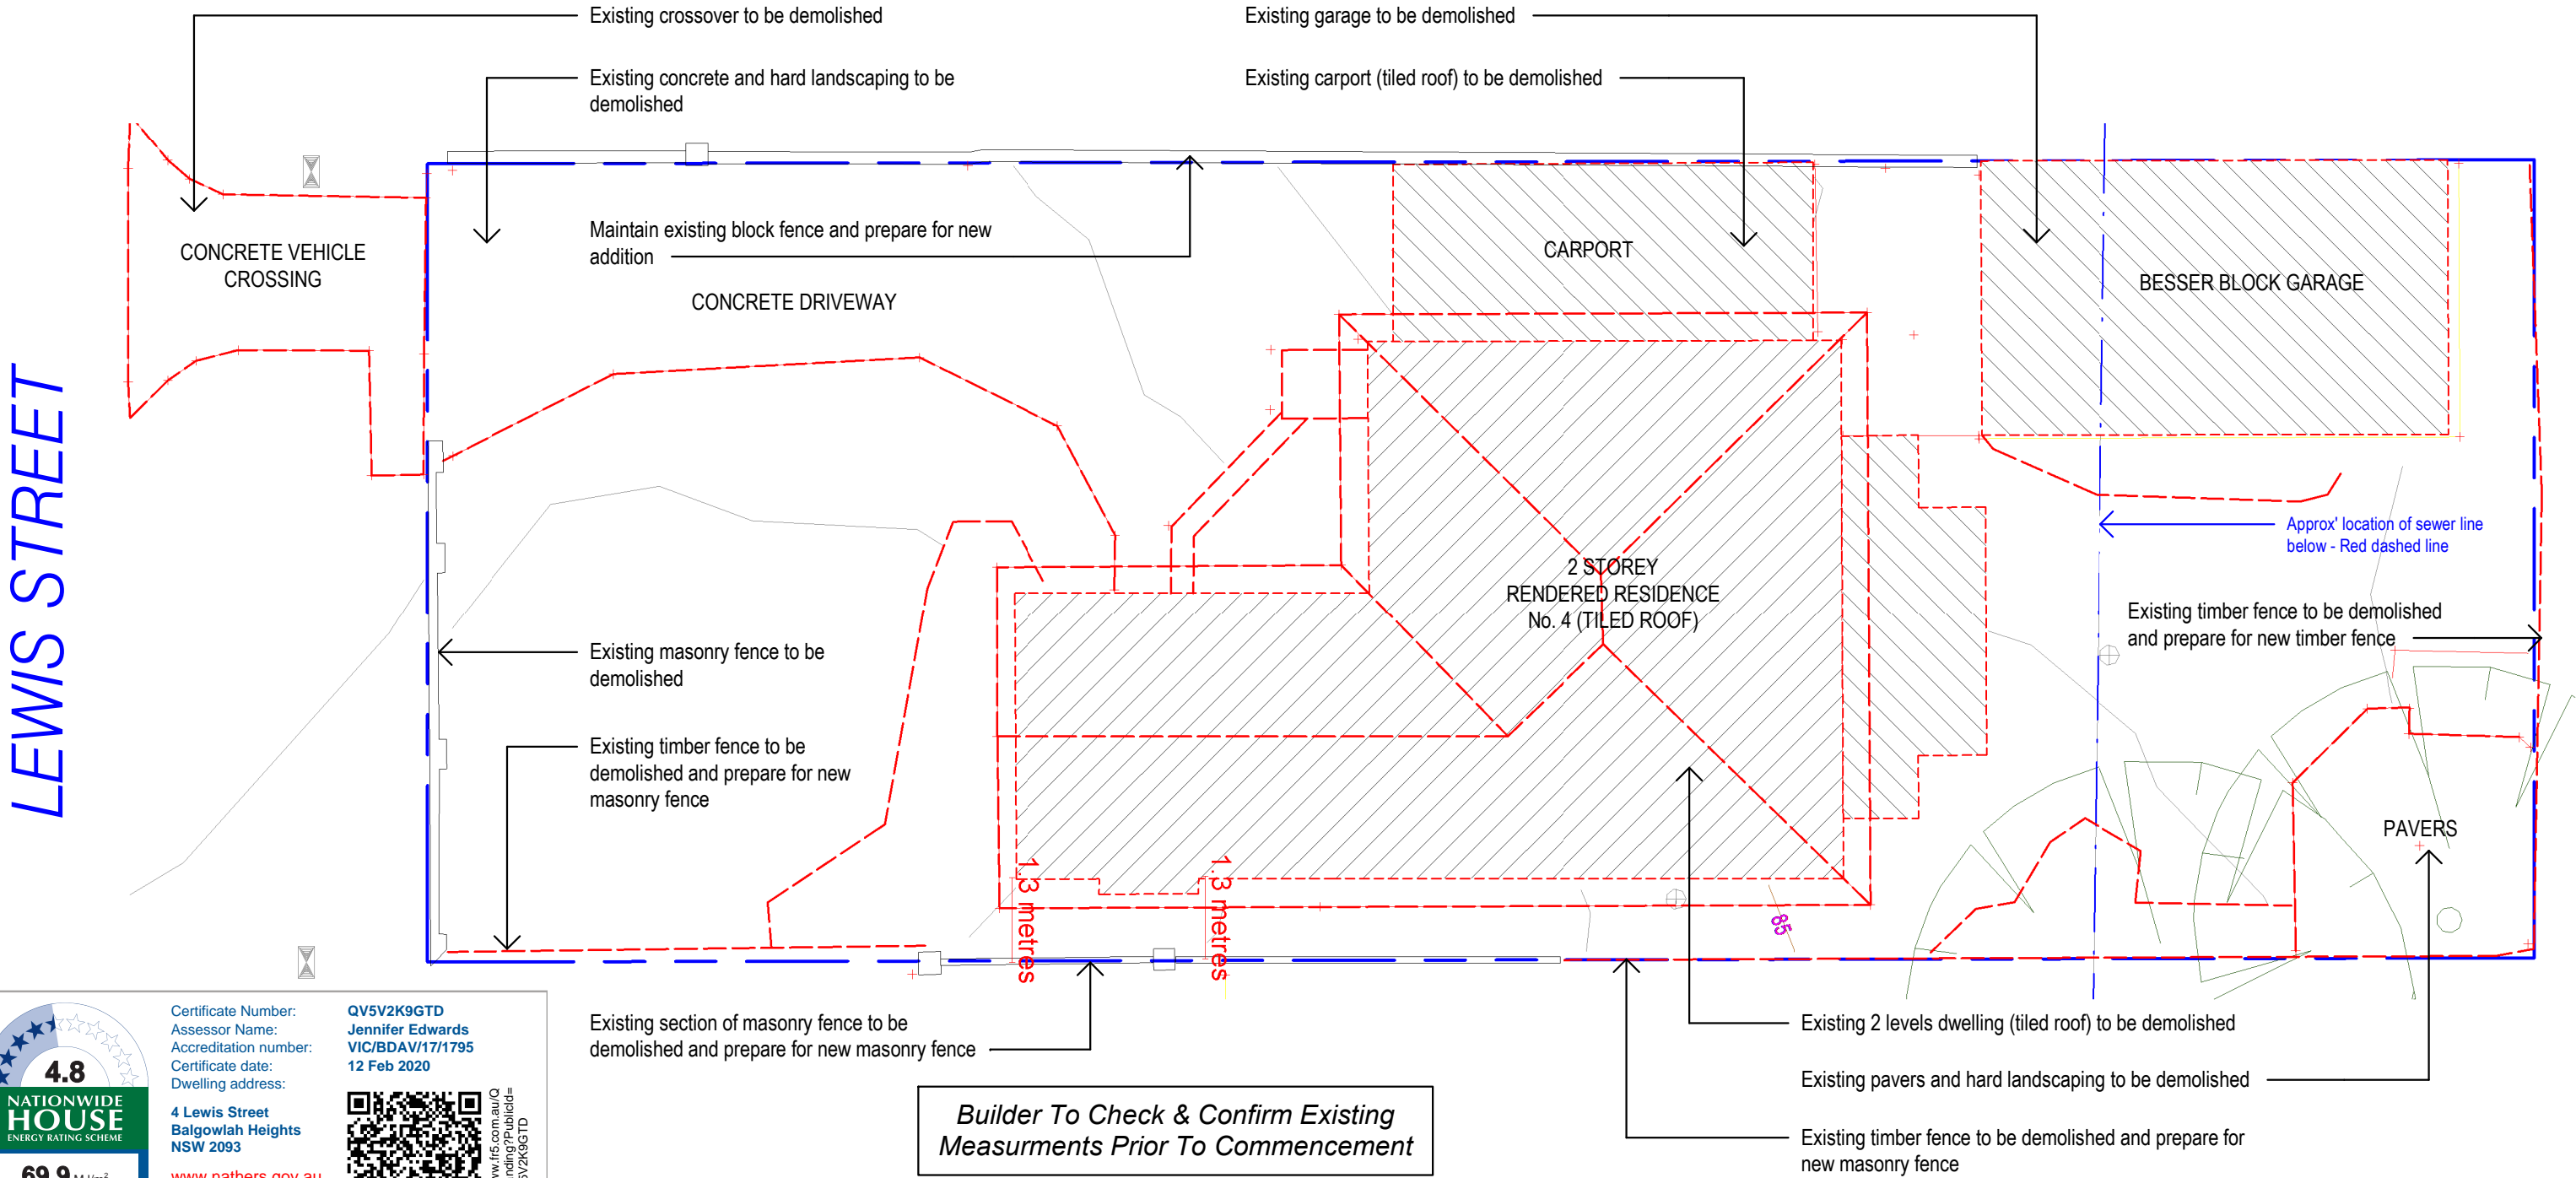 Existing crossover to be demolished
Existing garage to be demolished
Existing concrete and hard landscaping to be
demolished
Existing carport (tiled roof) to be demolished
CONCRETE VEHICLE
CROSSING
Maintain existing block fence and prepare for new
addition
CONCRETE DRIVEWAY
CARPORT
BESSER BLOCK GARAGE
LEWIS STREET
Approx' location of sewer line
below - Red dashed line
2 STOREY
RENDERED RESIDENCE
No. 4 (TILED ROOF)
Existing timber fence to be demolished
and prepare for new timber fence
Existing masonry fence to be
demolished
Existing timber fence to be
demolished and prepare for new
masonry fence
PAVERS
1.3 metres
1.3 metres
85
Existing section of masonry fence to be
demolished and prepare for new masonry fence
Existing 2 levels dwelling (tiled roof) to be demolished
Existing pavers and hard landscaping to be demolished
Existing timber fence to be demolished and prepare for
new masonry fence
Builder To Check & Confirm Existing
Measurments Prior To Commencement
4.8
NATIONWIDE
HOUSE
ENERGY RATING SCHEME
69.9 MJ/m²
Certificate Number: QV5V2K9GTD
Assessor Name: Jennifer Edwards
Accreditation number: VIC/BDAV/17/1795
Certificate date: 12 Feb 2020
Dwelling address:
4 Lewis Street
Balgowlah Heights
NSW 2093
www.nathers.gov.au